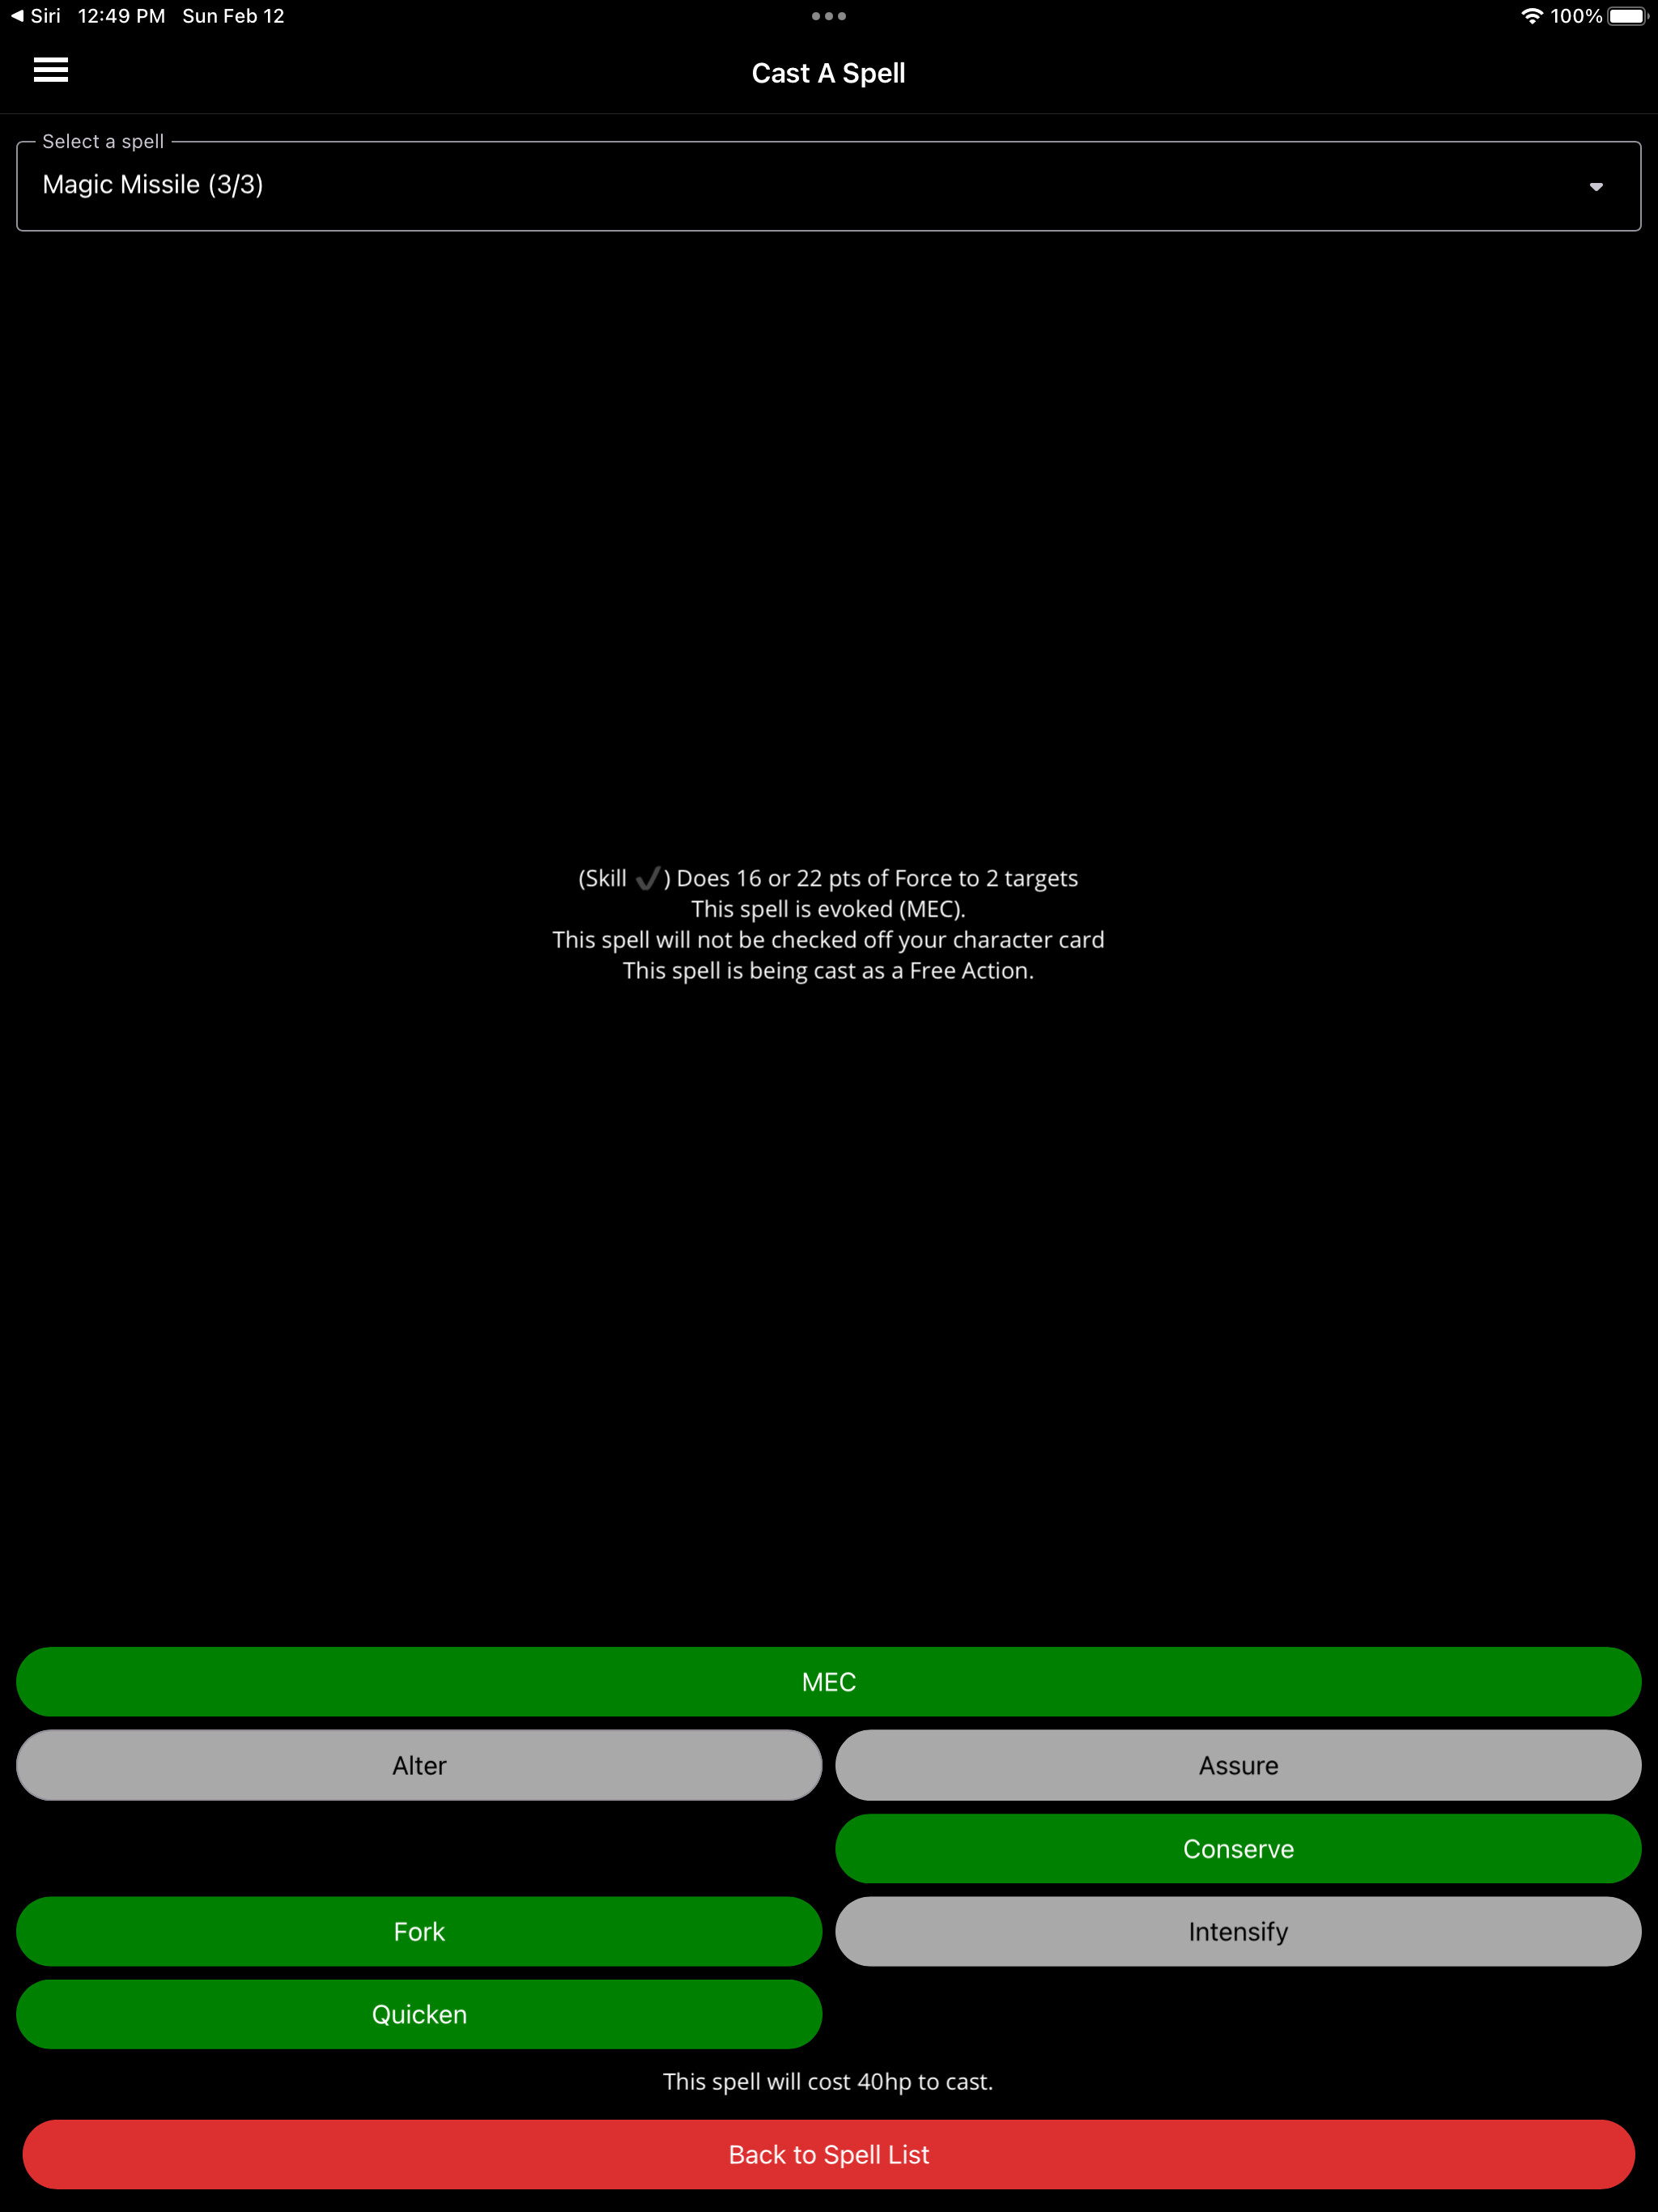 Siri 12:49 PM Sun Feb 12 100%
Cast A Spell
Select a spell
Magic Missile (3/3)
(Skill ✔) Does 16 or 22 pts of Force to 2 targets
This spell is evoked (MEC).
This spell will not be checked off your character card
This spell is being cast as a Free Action.
MEC
Alter Assure
Conserve
Fork Intensify
Quicken
This spell will cost 40hp to cast.
Back to Spell List